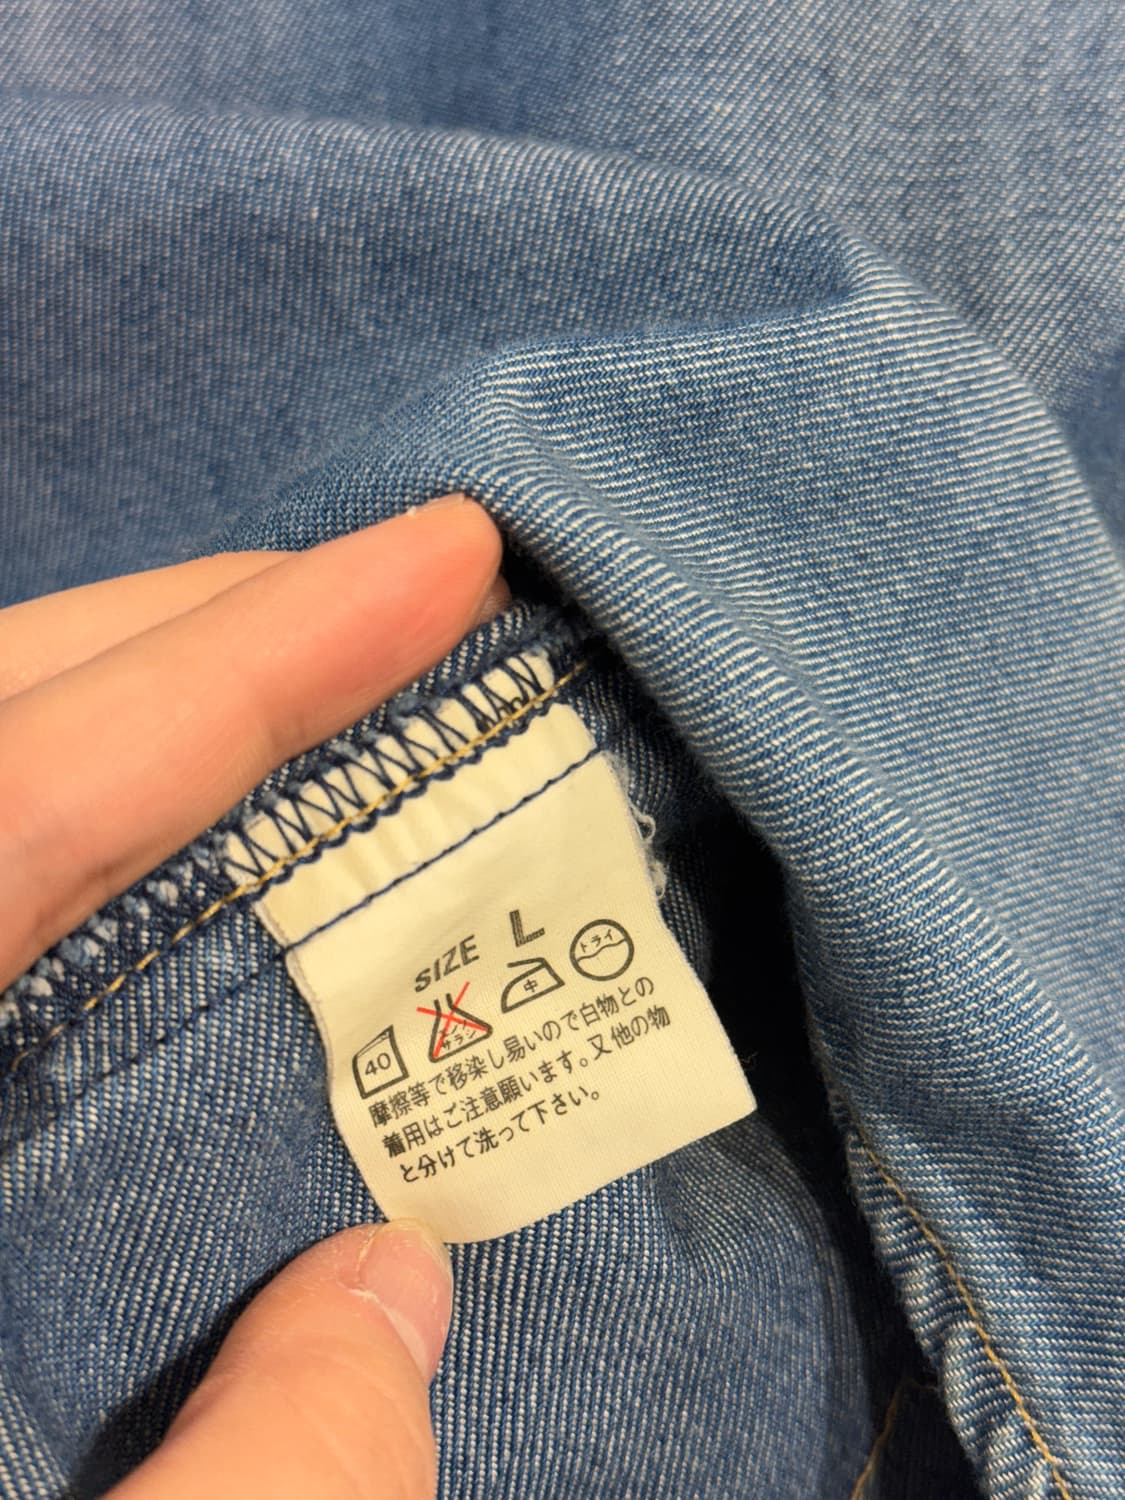 SIZE L
40 エンソサラシ 中 ドライ
摩擦等で移染し易いので白物との
着用はご注意願います。又他の物
と分けて洗って下さい。